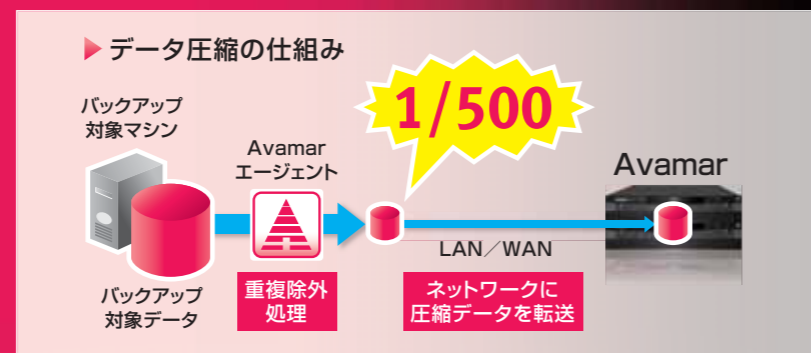 ▶ データ圧縮の仕組み
バックアップ
対象マシン
Avamar
エージェント
1/500
Avamar
LAN/WAN
バックアップ
対象データ
重複除外
処理
ネットワークに
圧縮データを転送